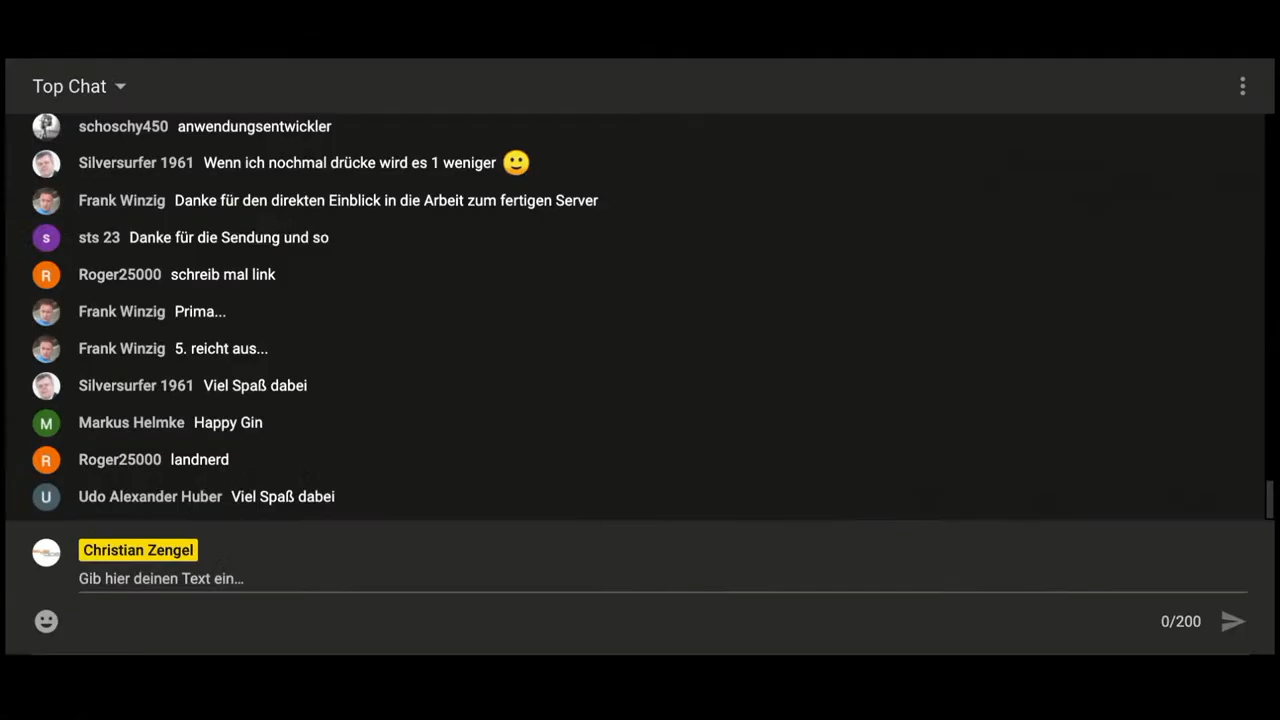 Top Chat
schoschy450 anwendungsentwickler
Silversurfer 1961 Wenn ich nochmal drücke wird es 1 weniger 🙂
Frank Winzig Danke für den direkten Einblick in die Arbeit zum fertigen Server
s sts 23 Danke für die Sendung und so
R Roger25000 schreib mal link
Frank Winzig Prima...
Frank Winzig 5. reicht aus...
Silversurfer 1961 Viel Spaß dabei
M Markus Helmke Happy Gin
R Roger25000 landnerd
U Udo Alexander Huber Viel Spaß dabei
Christian Zengel
Gib hier deinen Text ein...
0/200